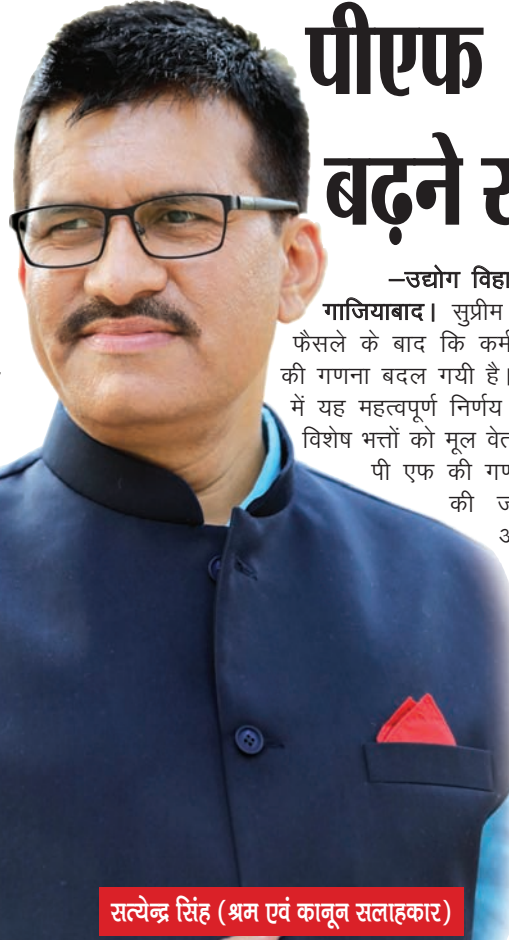 पीएफ
बढ़ने
–उद्योग
गाजियाबाद। सुप्रीम
फैसले के बाद कि
की गणना बदल गयी है।
में यह महत्वपूर्ण निर्णय
विशेष भत्तों को मूल
पी एफ की
की
सत्येन्द्र सिंह (श्रम एवं कानून सलाहकार)